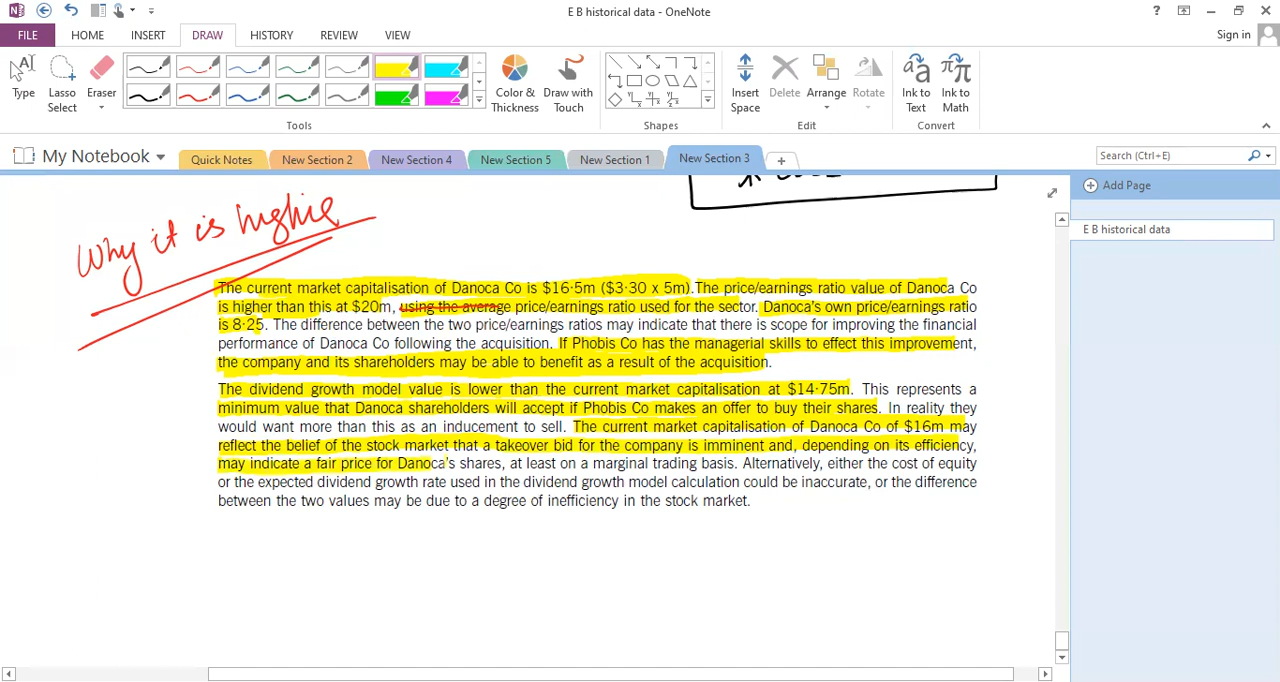 E B historical data - OneNote
Sign in
FILE HOME INSERT DRAW HISTORY REVIEW VIEW
Type
Lasso Select
Eraser
Color & Thickness
Draw with Touch
Insert Space
Delete
Arrange
Rotate
Ink to Text
Ink to Math
Tools
Shapes
Edit
Convert
My Notebook
Quick Notes New Section 2 New Section 4 New Section 5 New Section 1 New Section 3
Search (Ctrl+E)
Add Page
E B historical data
Why it is highe
The current market capitalisation of Danoca Co is $16·5m ($3·30 x 5m). The price/earnings ratio value of Danoca Co
is higher than this at $20m, using the average price/earnings ratio used for the sector. Danoca's own price/earnings ratio
is 8·25. The difference between the two price/earnings ratios may indicate that there is scope for improving the financial
performance of Danoca Co following the acquisition. If Phobis Co has the managerial skills to effect this improvement,
the company and its shareholders may be able to benefit as a result of the acquisition.
The dividend growth model value is lower than the current market capitalisation at $14·75m. This represents a
minimum value that Danoca shareholders will accept if Phobis Co makes an offer to buy their shares. In reality they
would want more than this as an inducement to sell. The current market capitalisation of Danoca Co of $16m may
reflect the belief of the stock market that a takeover bid for the company is imminent and, depending on its efficiency,
may indicate a fair price for Danoca's shares, at least on a marginal trading basis. Alternatively, either the cost of equity
or the expected dividend growth rate used in the dividend growth model calculation could be inaccurate, or the difference
between the two values may be due to a degree of inefficiency in the stock market.